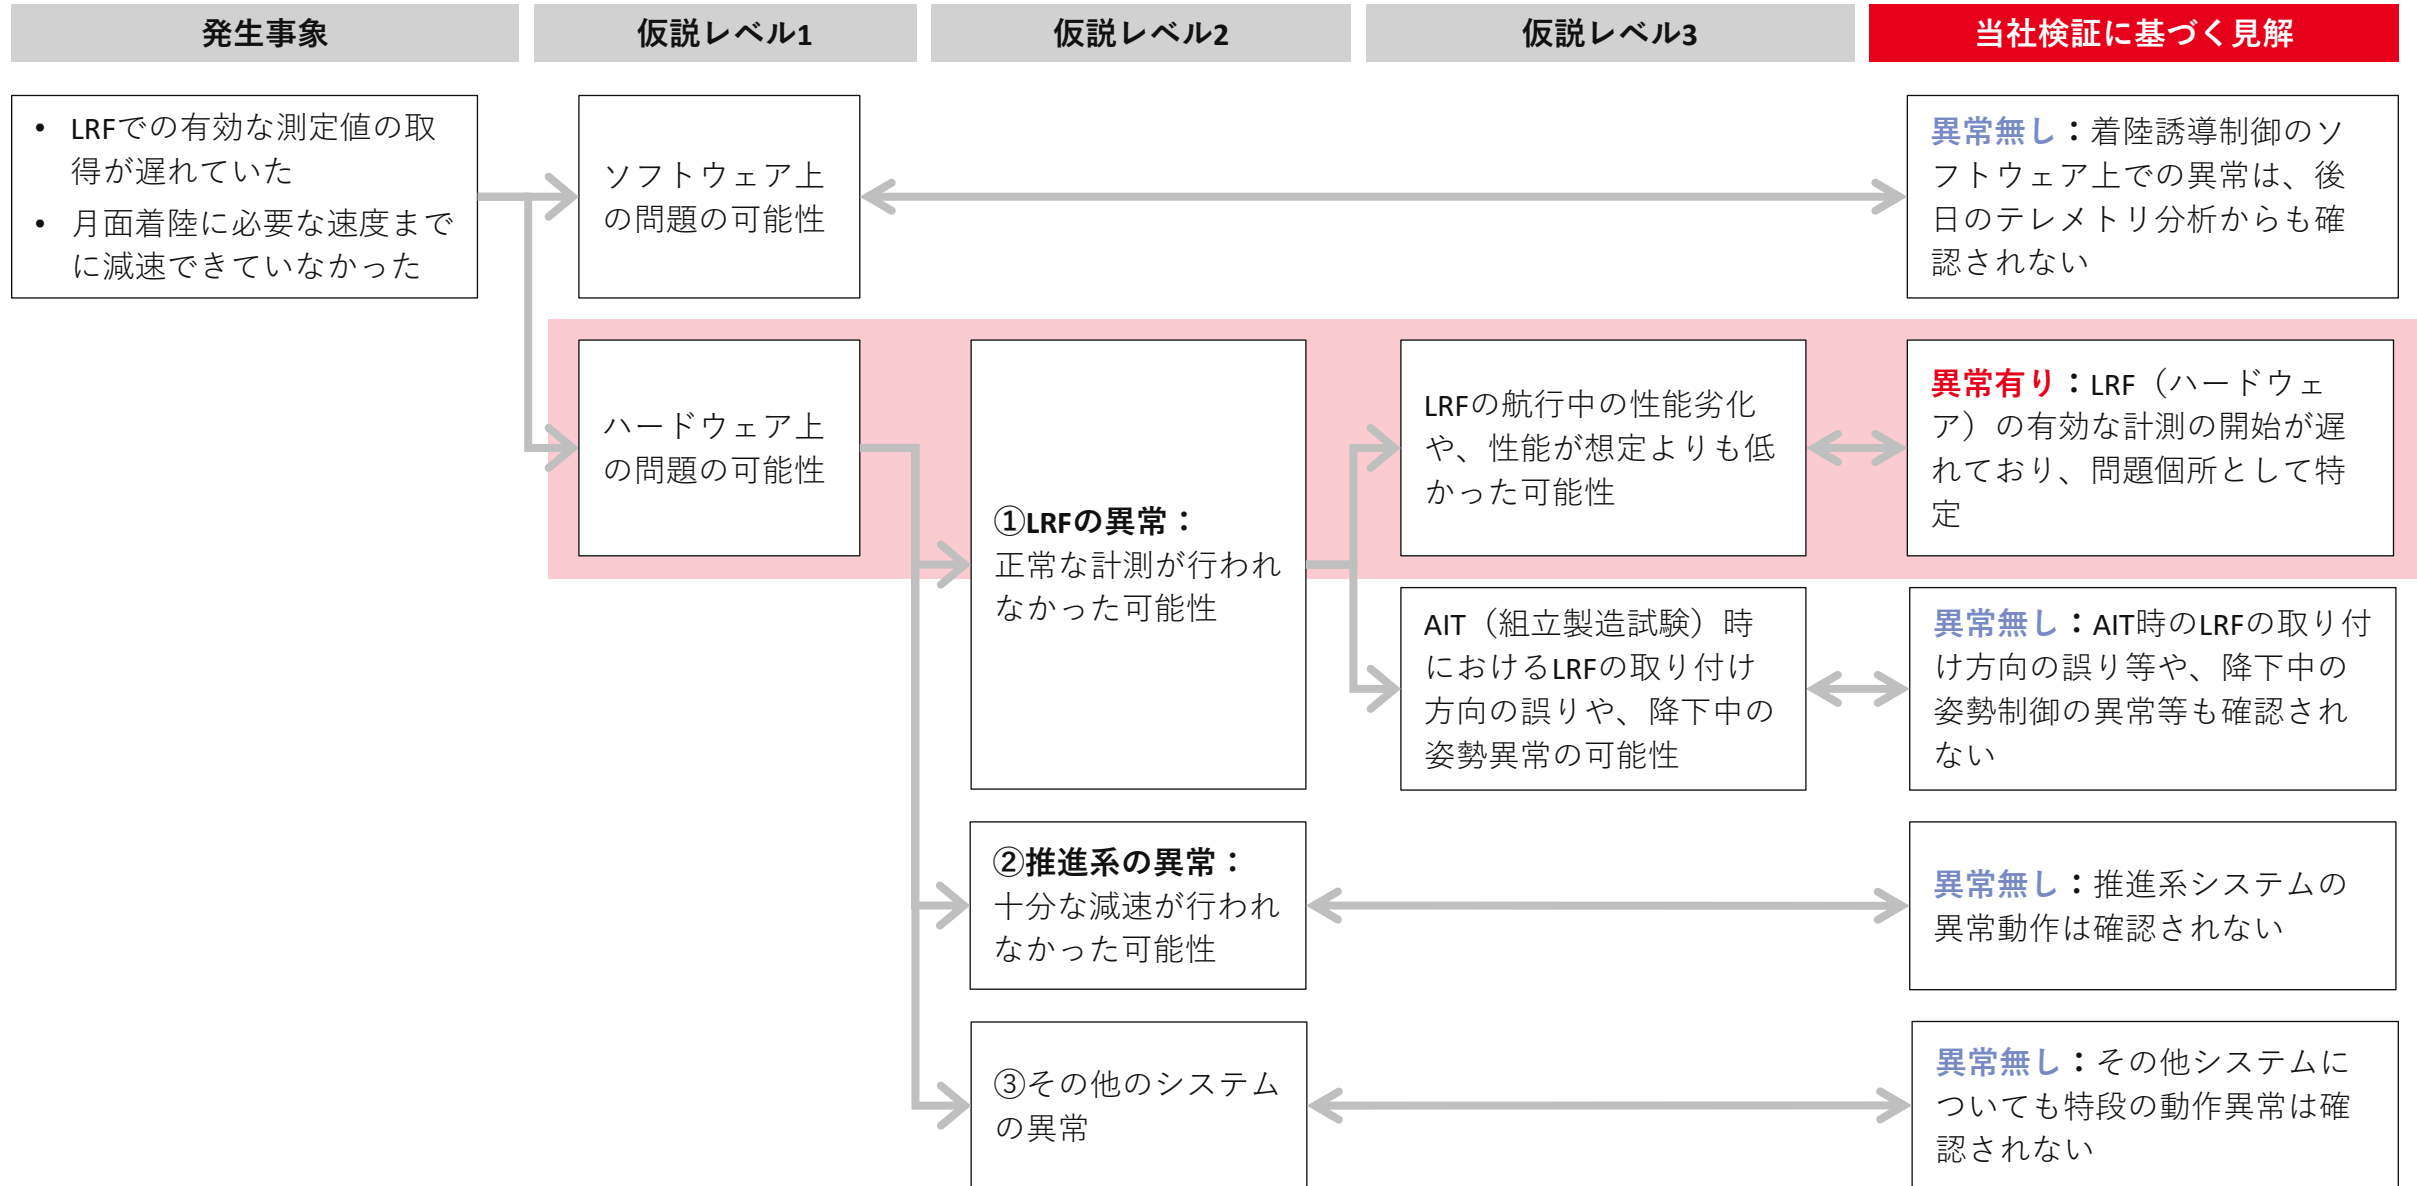 発生事象
仮説レベル1
仮説レベル2
仮説レベル3
当社検証に基づく見解
• LRFでの有効な測定値の取
得が遅れていた
• 月面着陸に必要な速度まで
に減速できていなかった
ソフトウェア上
の問題の可能性
異常無し：着陸誘導制御のソ
フトウェア上での異常は、後
日のテレメトリ分析からも確
認されない
ハードウェア上
の問題の可能性
①LRFの異常：
正常な計測が行われ
なかった可能性
LRFの航行中の性能劣化
や、性能が想定よりも低
かった可能性
異常有り：LRF（ハードウェ
ア）の有効な計測の開始が遅
れており、問題個所として特
定
AIT（組立製造試験）時
におけるLRFの取り付け
方向の誤りや、降下中の
姿勢異常の可能性
異常無し：AIT時のLRFの取り付
け方向の誤り等や、降下中の
姿勢制御の異常等も確認され
ない
②推進系の異常：
十分な減速が行われ
なかった可能性
異常無し：推進系システムの
異常動作は確認されない
③その他のシステム
の異常
異常無し：その他システムに
ついても特段の動作異常は確
認されない